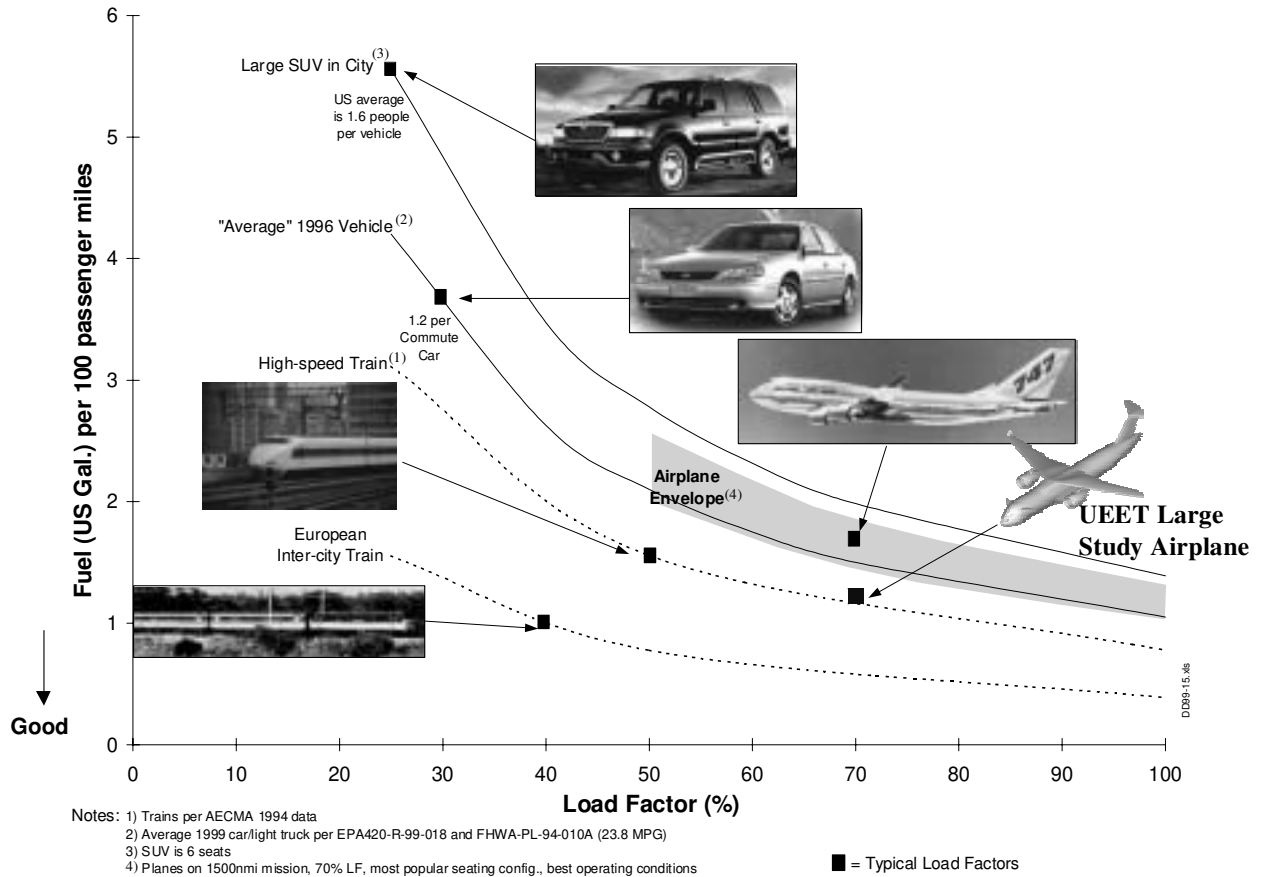 6
Large SUV in City(3)
US average
is 1.6 people
per vehicle
5
"Average" 1996 Vehicle(2)
4
1.2 per
Commute
Car
High-speed Train(1)
3
747
Airplane
Envelope(4)
2
UEET Large
Study Airplane
European
Inter-city Train
1
Fuel (US Gal.) per 100 passenger miles
Good
DD99-15.xls
0
0 10 20 30 40 50 60 70 80 90 100
Load Factor (%)
Notes: 1) Trains per AECMA 1994 data
2) Average 1999 car/light truck per EPA420-R-99-018 and FHWA-PL-94-010A (23.8 MPG)
3) SUV is 6 seats
4) Planes on 1500nmi mission, 70% LF, most popular seating config., best operating conditions
= Typical Load Factors